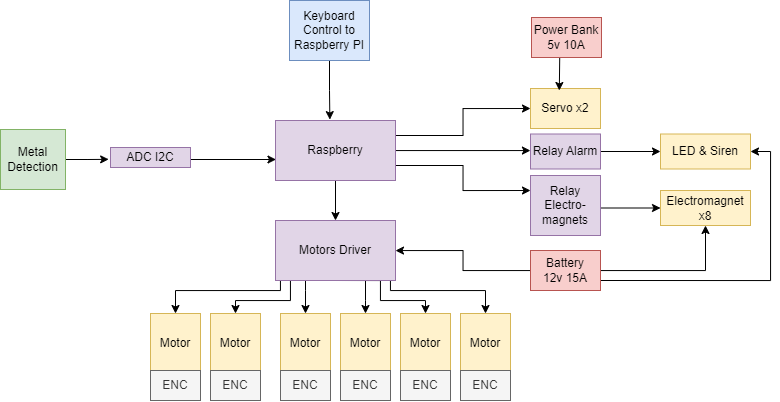 Keyboard
Control to
Raspberry PI
Power Bank
5v 10A
Servo x2
Metal
Detection
ADC I2C
Raspberry
Relay Alarm
LED & Siren
Relay
Electro-
magnets
Electromagnet
x8
Motors Driver
Battery
12v 15A
Motor
Motor
Motor
Motor
Motor
Motor
ENC
ENC
ENC
ENC
ENC
ENC